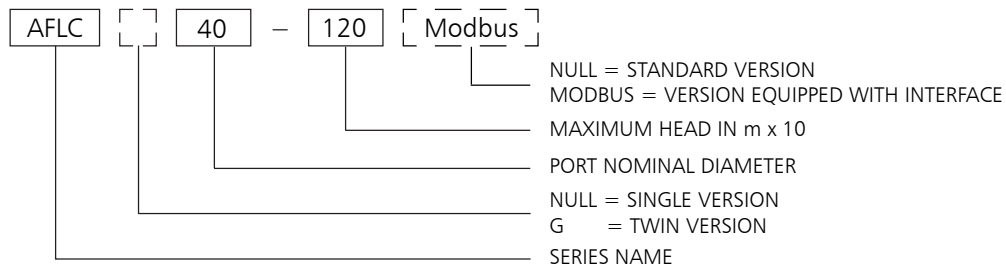 AFLC 40 – 120 Modbus
NULL = STANDARD VERSION
MODBUS = VERSION EQUIPPED WITH INTERFACE
MAXIMUM HEAD IN m x 10
PORT NOMINAL DIAMETER
NULL = SINGLE VERSION
G = TWIN VERSION
SERIES NAME